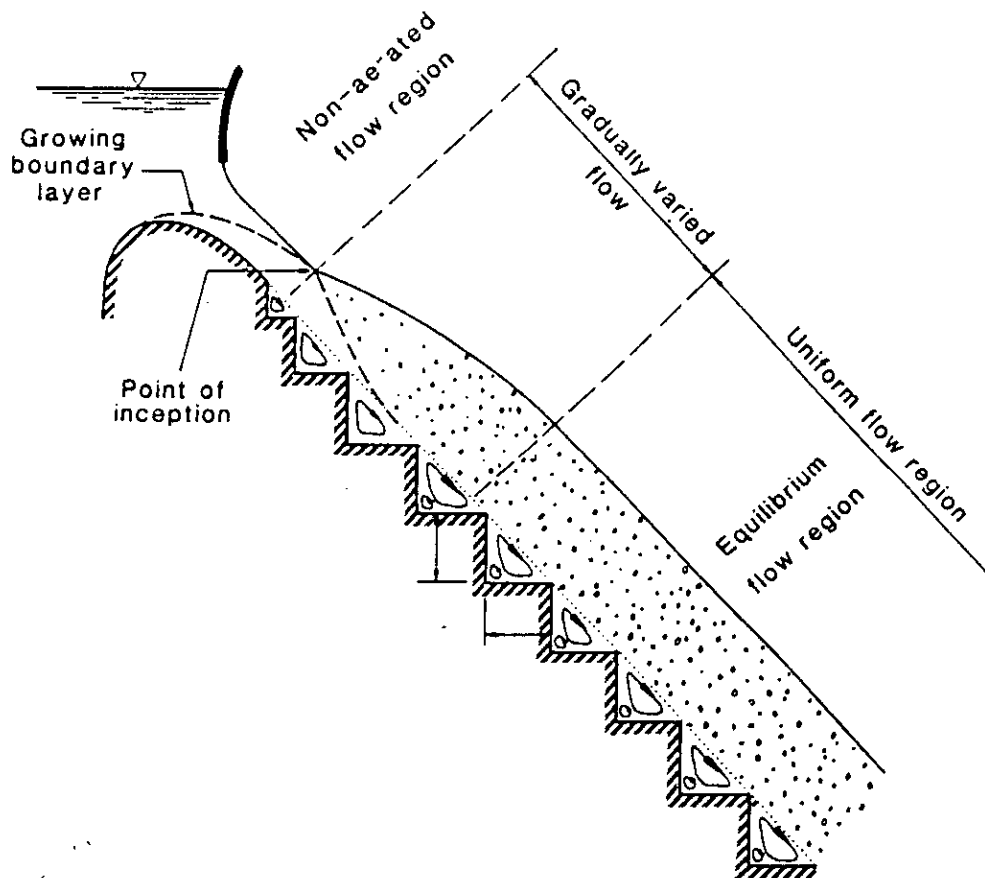 Non-ae-ated
flow region
Gradually varied
flow
Growing
boundary
layer
Point of
inception
Uniform flow region
Equilibrium
flow region